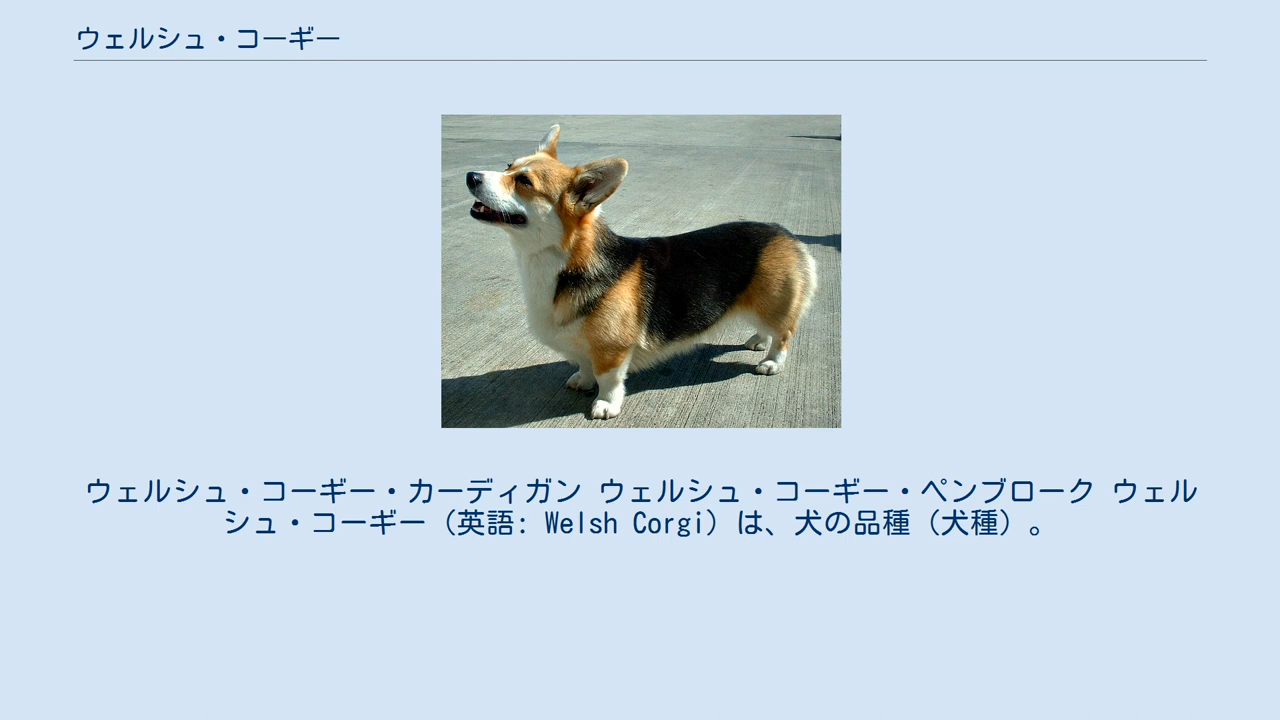 ウェルシュ・コーギー
ウェルシュ・コーギー・カーディガン ウェルシュ・コーギー・ペンブローク ウェル
シュ・コーギー（英語: Welsh Corgi）は、犬の品種（犬種）。